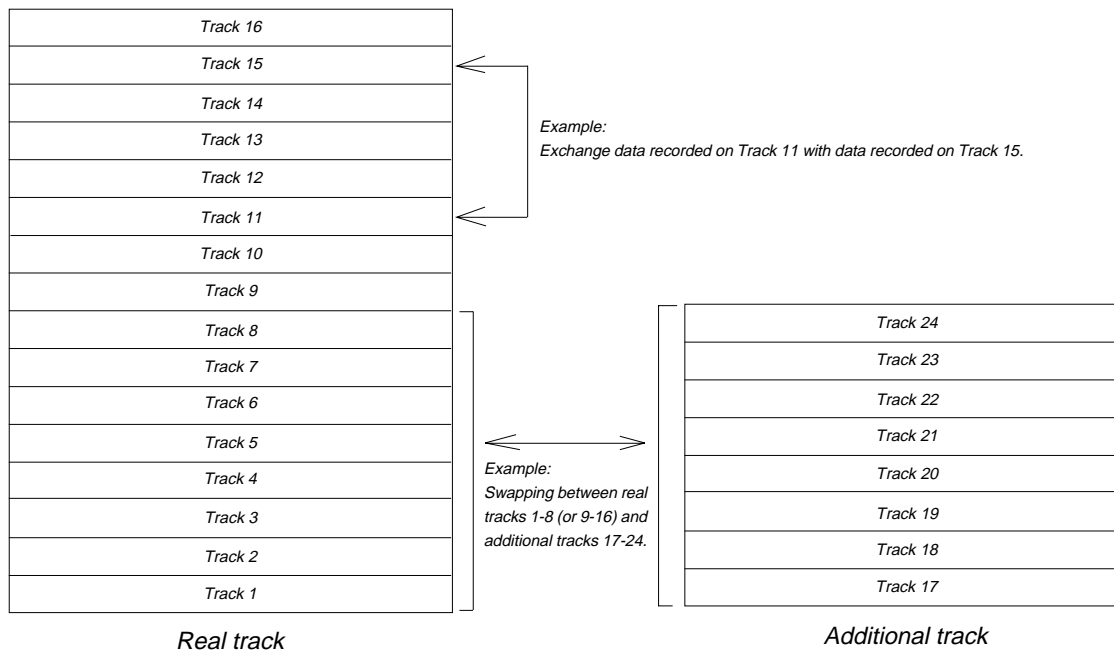 Track 16
Track 15
Track 14
Track 13
Track 12
Track 11
Track 10
Track 9
Track 8
Track 7
Track 6
Track 5
Track 4
Track 3
Track 2
Track 1
Real track
Example:
Exchange data recorded on Track 11 with data recorded on Track 15.
Example:
Swapping between real
tracks 1-8 (or 9-16) and
additional tracks 17-24.
Track 24
Track 23
Track 22
Track 21
Track 20
Track 19
Track 18
Track 17
Additional track